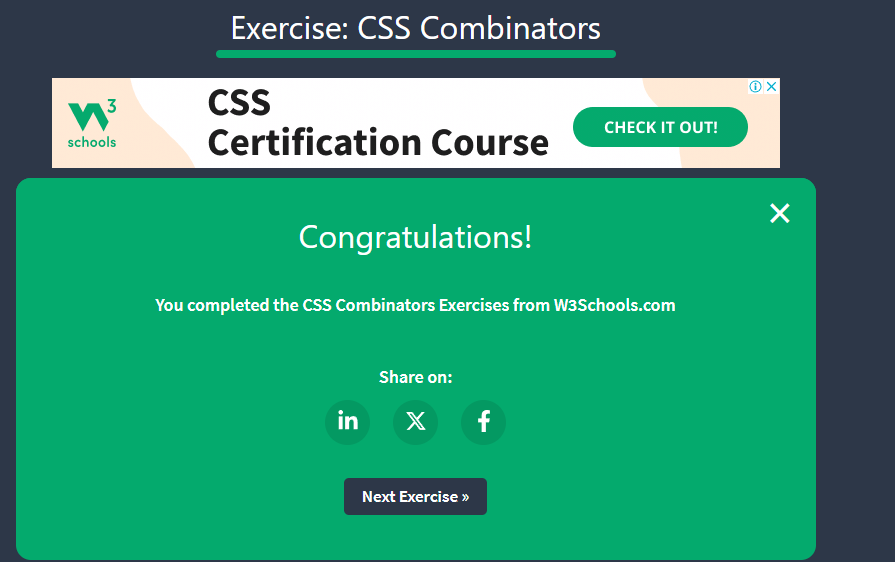 Exercise: CSS Combinators
W3
schools
CSS
Certification Course
CHECK IT OUT!
Congratulations!
You completed the CSS Combinators Exercises from W3Schools.com
Share on:
in
X
f
Next Exercise »